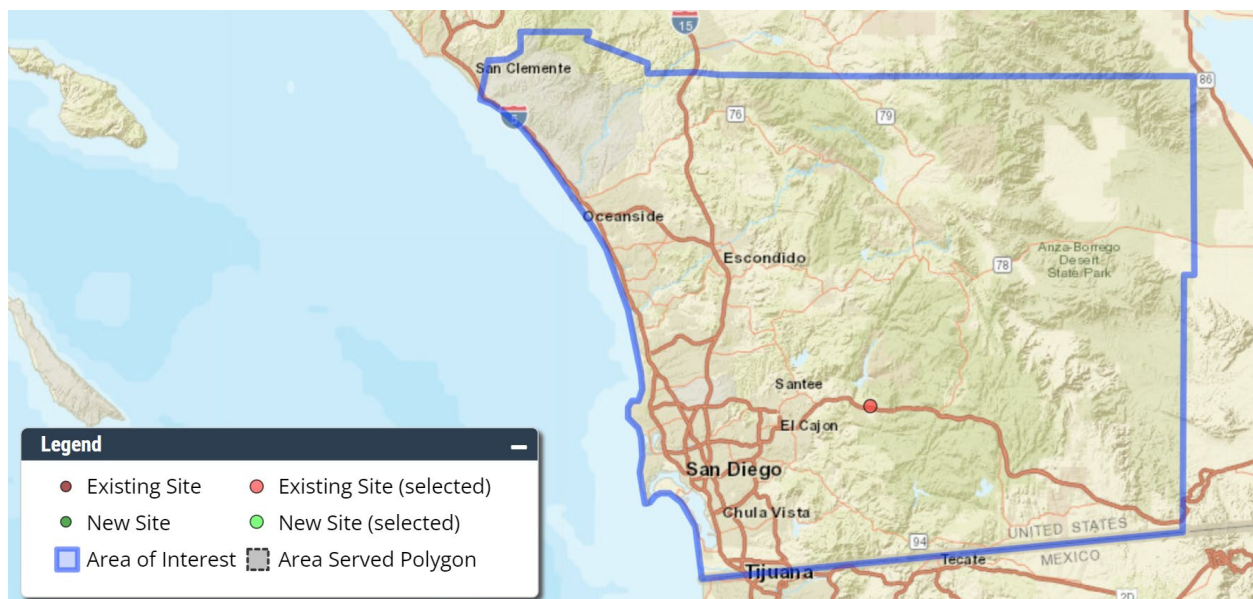 15
San Clemente
86
5
76
79
Oceanside
Escondido
Anza-Borrego
Desert
State Park
78
Santee
El Cajon
San Diego
Chula Vista
UNITED STATES
94
Tecate
MEXICO
Tijuana
2D
Legend
Existing Site
Existing Site (selected)
New Site
New Site (selected)
Area of Interest
Area Served Polygon